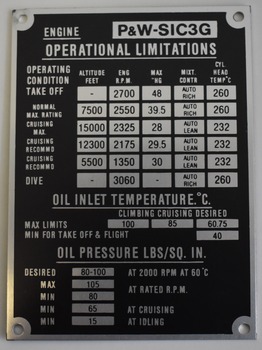 ENGINE P&W-SIC3G
OPERATIONAL LIMITATIONS
OPERATING CONDITION ALTITUDE FEET ENG R.P.M. MAX "HG MIXT. CONTR CYL. HEAD TEMP°C
TAKE OFF - 2700 48 AUTO RICH 260
NORMAL MAX. RATING 7500 2550 39.5 AUTO RICH 260
CRUISING MAX. 15000 2325 28 AUTO LEAN 232
CRUISING RECOMMD 12300 2175 29.5 AUTO LEAN 232
CRUISING RECOMMD 5500 1350 30 AUTO LEAN 232
DIVE - 3060 - AUTO RICH 260
OIL INLET TEMPERATURE.°C.
CLIMBING CRUISING DESIRED
MAX LIMITS 100 85 60.75
MIN FOR TAKE OFF & FLIGHT 40
OIL PRESSURE LBS/SQ. IN.
DESIRED 80-100 AT 2000 RPM AT 60°C
MAX 105 AT RATED R.P.M.
MIN 80
MIN 65 AT CRUISING
MIN 15 AT IDLING